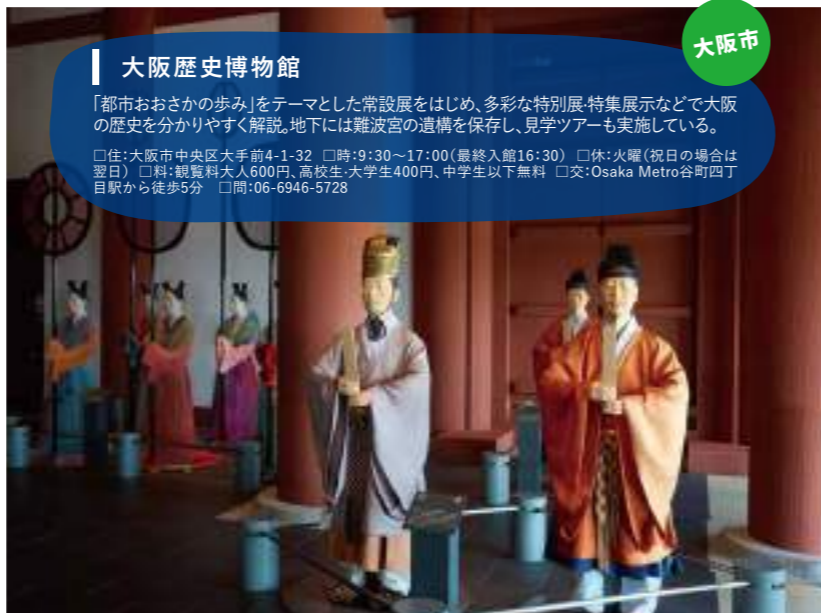 大阪市
大阪歴史博物館
「都市おおさかの歩み」をテーマとした常設展をはじめ、多彩な特別展・特集展示などで大阪
の歴史を分かりやすく解説。地下には難波宮の遺構を保存し、見学ツアーも実施している。
□住:大阪市中央区大手前4-1-32 □時:9:30～17:00(最終入館16:30) □休:火曜(祝日の場合は
翌日) □料:観覧料大人600円、高校生・大学生400円、中学生以下無料 □交:Osaka Metro谷町四丁
目駅から徒歩5分 □問:06-6946-5728